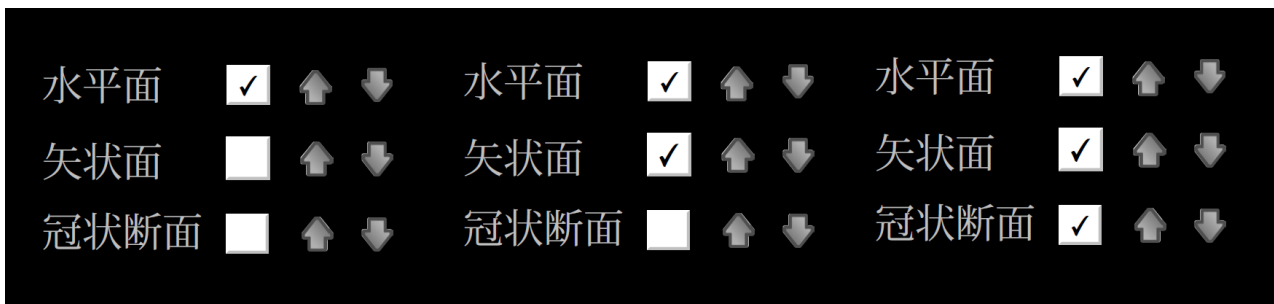 水平面 ✓ 水平面 ✓ 水平面 ✓
矢状面 矢状面 ✓ 矢状面 ✓
冠状断面 冠状断面 冠状断面 ✓